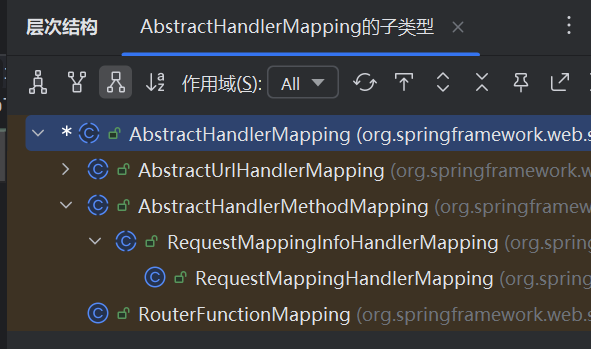 层次结构 AbstractHandlerMapping的子类型
作用域(S): All
* AbstractHandlerMapping (org.springframework.web.s
AbstractUrlHandlerMapping (org.springframework.w
AbstractHandlerMethodMapping (org.springframew
RequestMappingInfoHandlerMapping (org.sprin
RequestMappingHandlerMapping (org.spring
RouterFunctionMapping (org.springframework.web.s